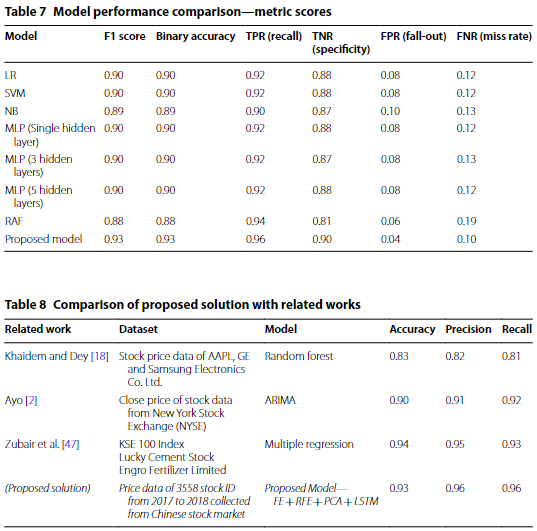 Table 7 Model performance comparison—metric scores
Model F1 score Binary accuracy TPR (recall) TNR (specificity) FPR (fall-out) FNR (miss rate)
LR 0.90 0.90 0.92 0.88 0.08 0.12
SVM 0.90 0.90 0.92 0.88 0.08 0.12
NB 0.89 0.89 0.90 0.87 0.10 0.13
MLP (Single hidden layer) 0.90 0.90 0.92 0.88 0.08 0.12
MLP (3 hidden layers) 0.90 0.90 0.92 0.87 0.08 0.13
MLP (5 hidden layers) 0.90 0.90 0.92 0.88 0.08 0.12
RAF 0.88 0.88 0.94 0.81 0.06 0.19
Proposed model 0.93 0.93 0.96 0.90 0.04 0.10
Table 8 Comparison of proposed solution with related works
Related work Dataset Model Accuracy Precision Recall
Khaidem and Dey [18] Stock price data of AAPL, GE and Samsung Electronics Co. Ltd. Random forest 0.83 0.82 0.81
Ayo [2] Close price of stock data from New York Stock Exchange (NYSE) ARIMA 0.90 0.91 0.92
Zubair et al. [47] KSE 100 Index Lucky Cement Stock Engro Fertilizer Limited Multiple regression 0.94 0.95 0.93
(Proposed solution) Price data of 3558 stock ID from 2017 to 2018 collected from Chinese stock market Proposed Model—FE + RFE + PCA + LSTM 0.93 0.96 0.96